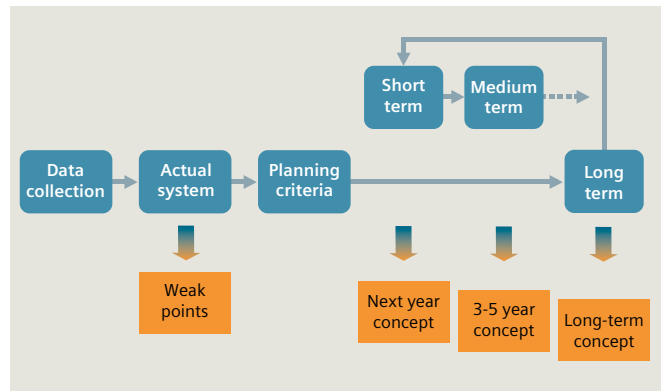 Short
term
Medium
term
Data
collection
Actual
system
Planning
criteria
Long
term
Weak
points
Next year
concept
3-5 year
concept
Long-term
concept